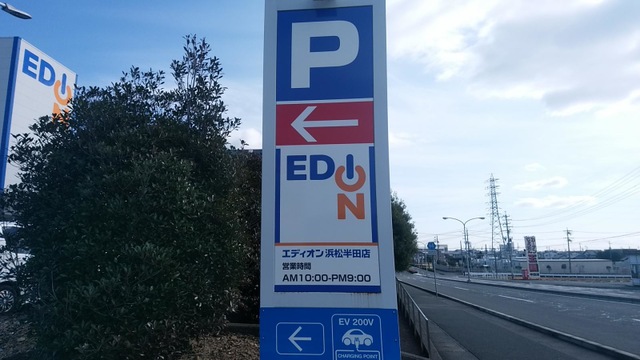 EDION
P
EDION
エディオン浜松半田店
営業時間
AM10:00-PM9:00
EV 200V
CHARGING POINT